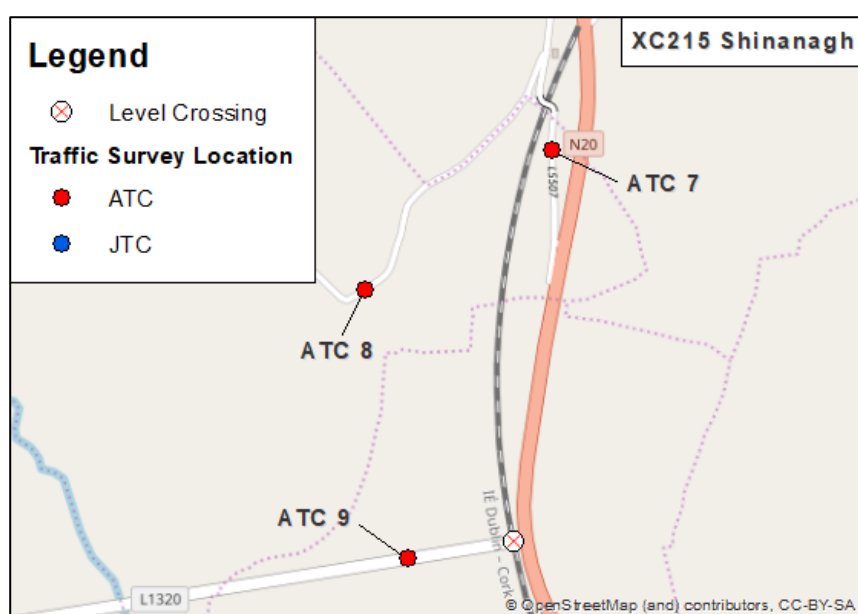 Legend
Level Crossing
Traffic Survey Location
ATC
JTC
XC215 Shinanagh
N20
ATC 7
L5507
ATC 8
ATC 9
IÉ Dublin - Cork
L1320
© OpenStreetMap (and) contributors, CC-BY-SA